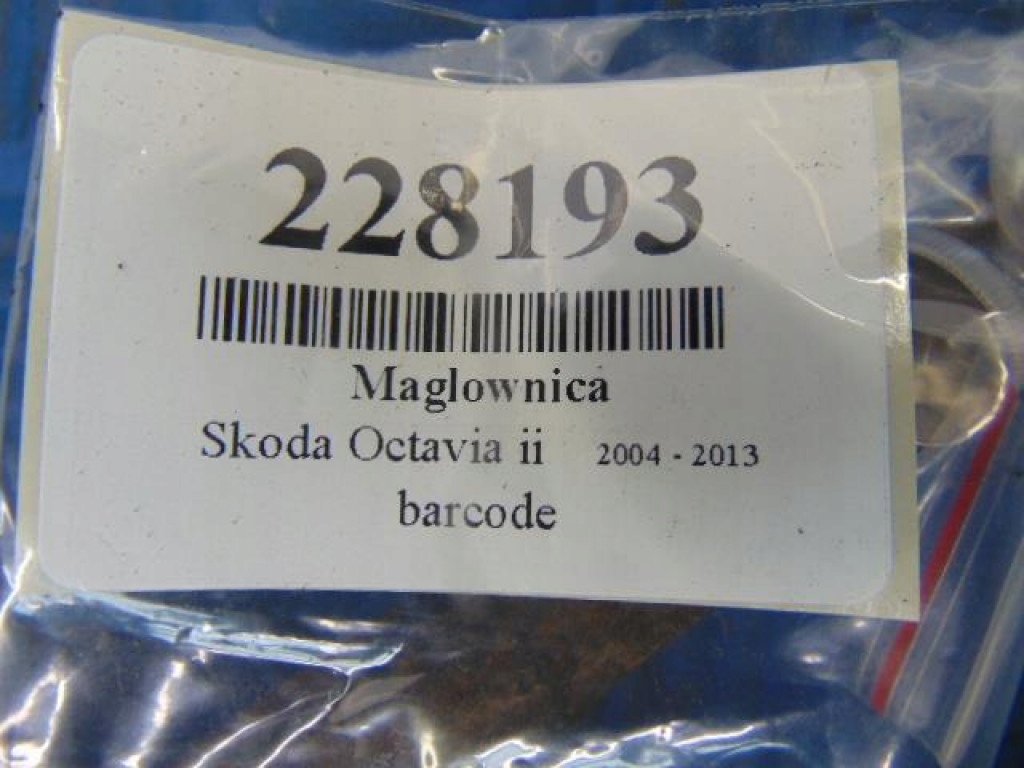 228193
Maglownica
Skoda Octavia ii 2004 - 2013
barcode